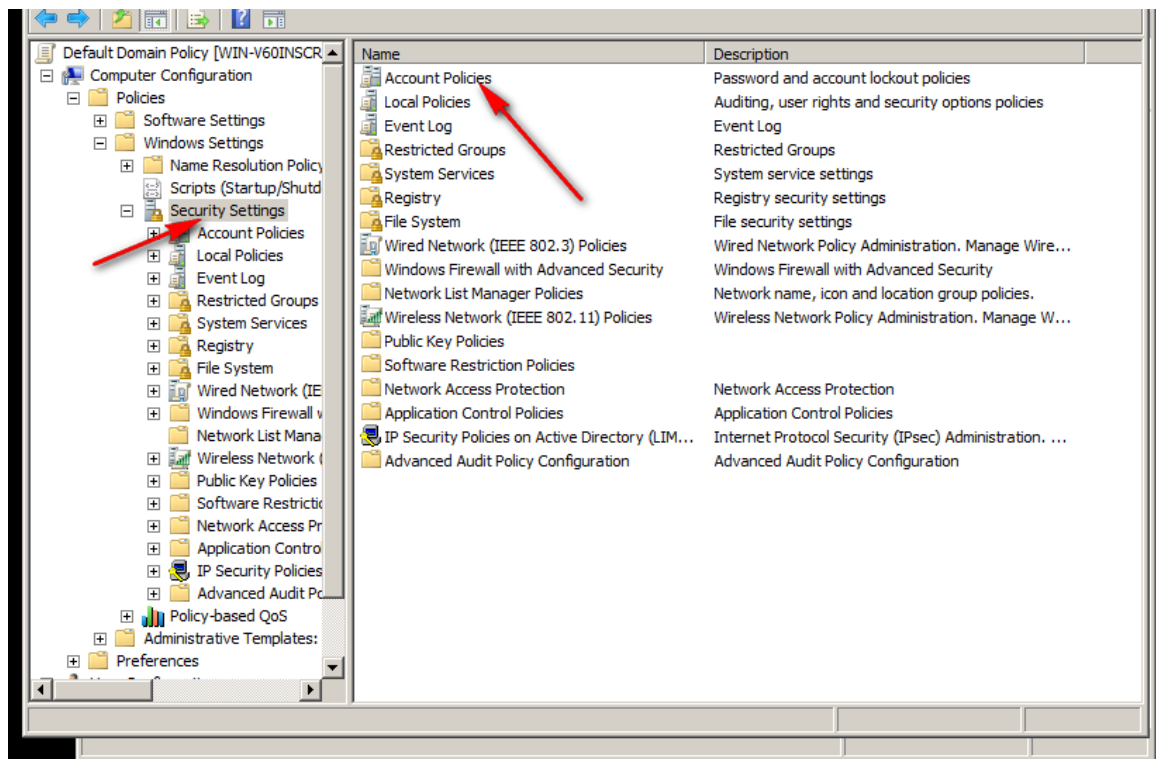 Default Domain Policy [WIN-V60INSCR
Computer Configuration
Policies
Software Settings
Windows Settings
Name Resolution Policy
Scripts (Startup/Shutd
Security Settings
Account Policies
Local Policies
Event Log
Restricted Groups
System Services
Registry
File System
Wired Network (IE
Windows Firewall w
Network List Mana
Wireless Network (
Public Key Policies
Software Restrictio
Network Access Pr
Application Control
IP Security Policies
Advanced Audit Po
Policy-based QoS
Administrative Templates:
Preferences
Name Description
Account Policies Password and account lockout policies
Local Policies Auditing, user rights and security options policies
Event Log Event Log
Restricted Groups Restricted Groups
System Services System service settings
Registry Registry security settings
File System File security settings
Wired Network (IEEE 802.3) Policies Wired Network Policy Administration. Manage Wire...
Windows Firewall with Advanced Security Windows Firewall with Advanced Security
Network List Manager Policies Network name, icon and location group policies.
Wireless Network (IEEE 802.11) Policies Wireless Network Policy Administration. Manage W...
Public Key Policies
Software Restriction Policies
Network Access Protection Network Access Protection
Application Control Policies Application Control Policies
IP Security Policies on Active Directory (LIM... Internet Protocol Security (IPsec) Administration. ...
Advanced Audit Policy Configuration Advanced Audit Policy Configuration